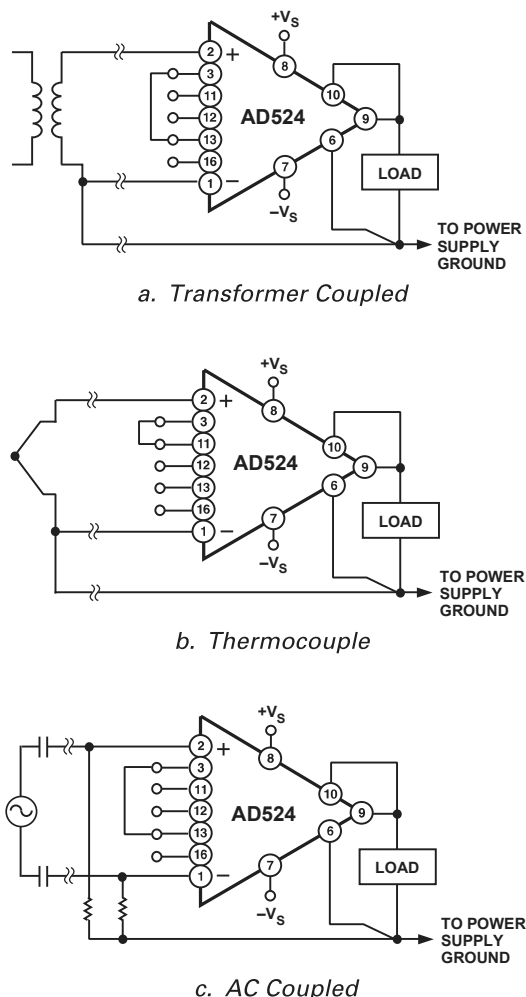 +VS
2
+
8
3
10
11
12
AD524
9
13
6
16
7
1
–
LOAD
–VS
TO POWER
SUPPLY
GROUND
a. Transformer Coupled
+VS
2
+
8
3
10
11
12
AD524
9
13
6
16
7
1
–
LOAD
–VS
TO POWER
SUPPLY
GROUND
b. Thermocouple
+VS
2
+
8
3
10
11
12
AD524
9
13
6
16
7
1
–
LOAD
–VS
TO POWER
SUPPLY
GROUND
c. AC Coupled